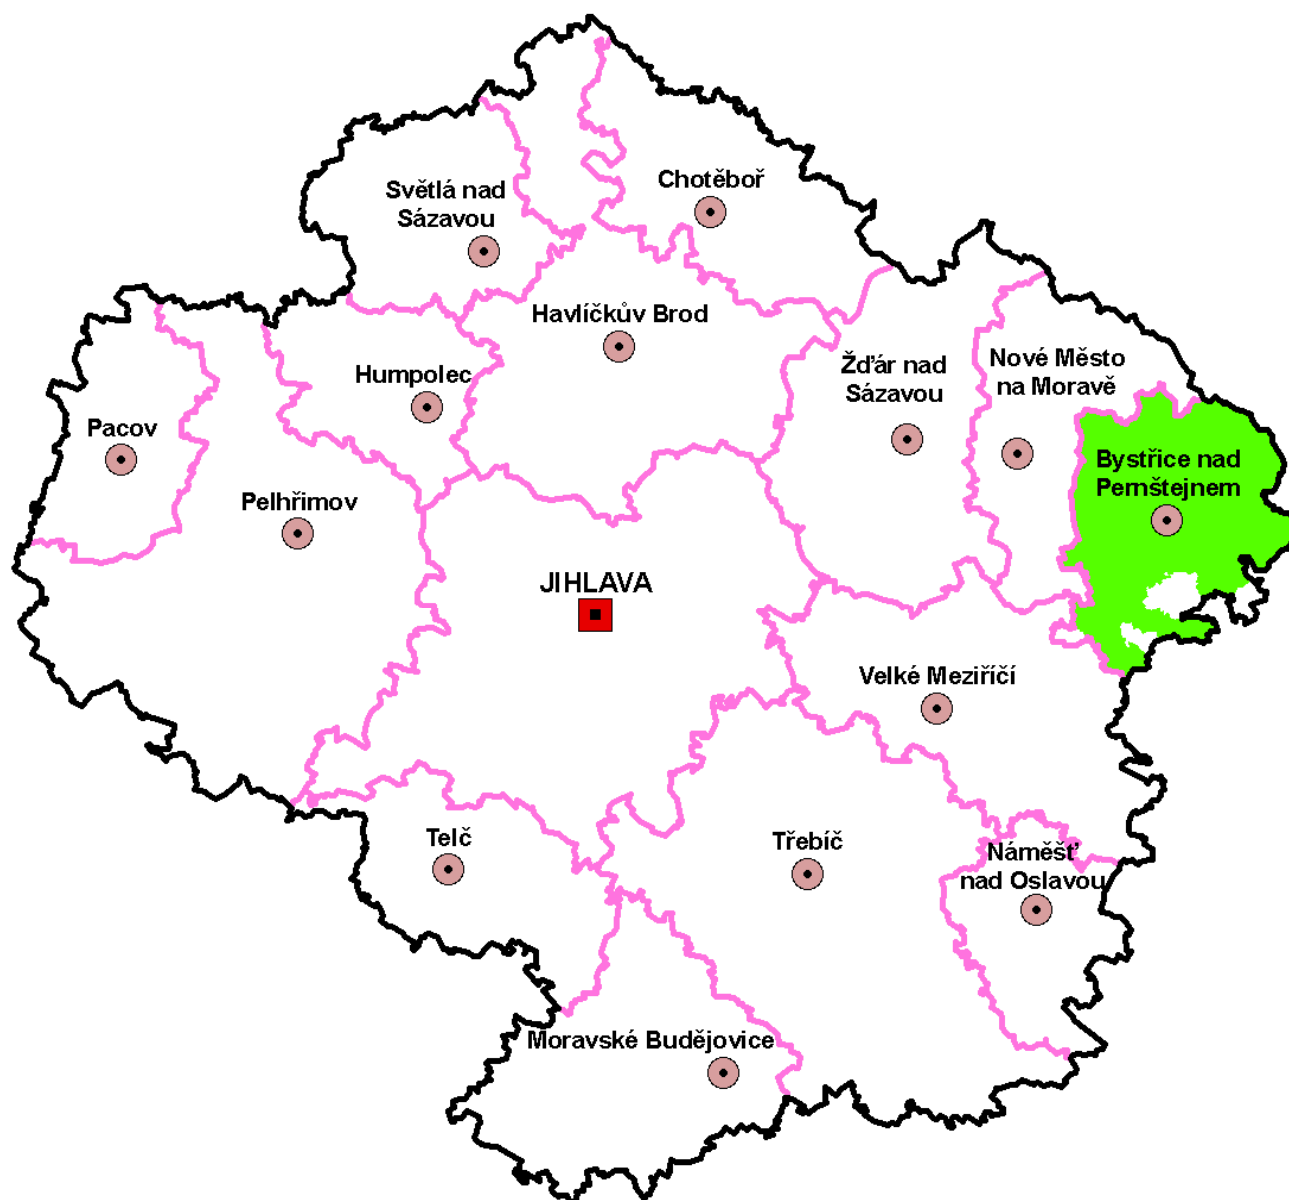 Chotěboř
Světlá nad
Sázavou
Havlíčkův Brod
Humpolec
Žďár nad
Sázavou
Nové Město
na Moravě
Pacov
Bystřice nad
Pernštejnem
Pelhřimov
JIHLAVA
Velké Meziříčí
Telč
Třebíč
Náměšť
nad Oslavou
Moravské Budějovice